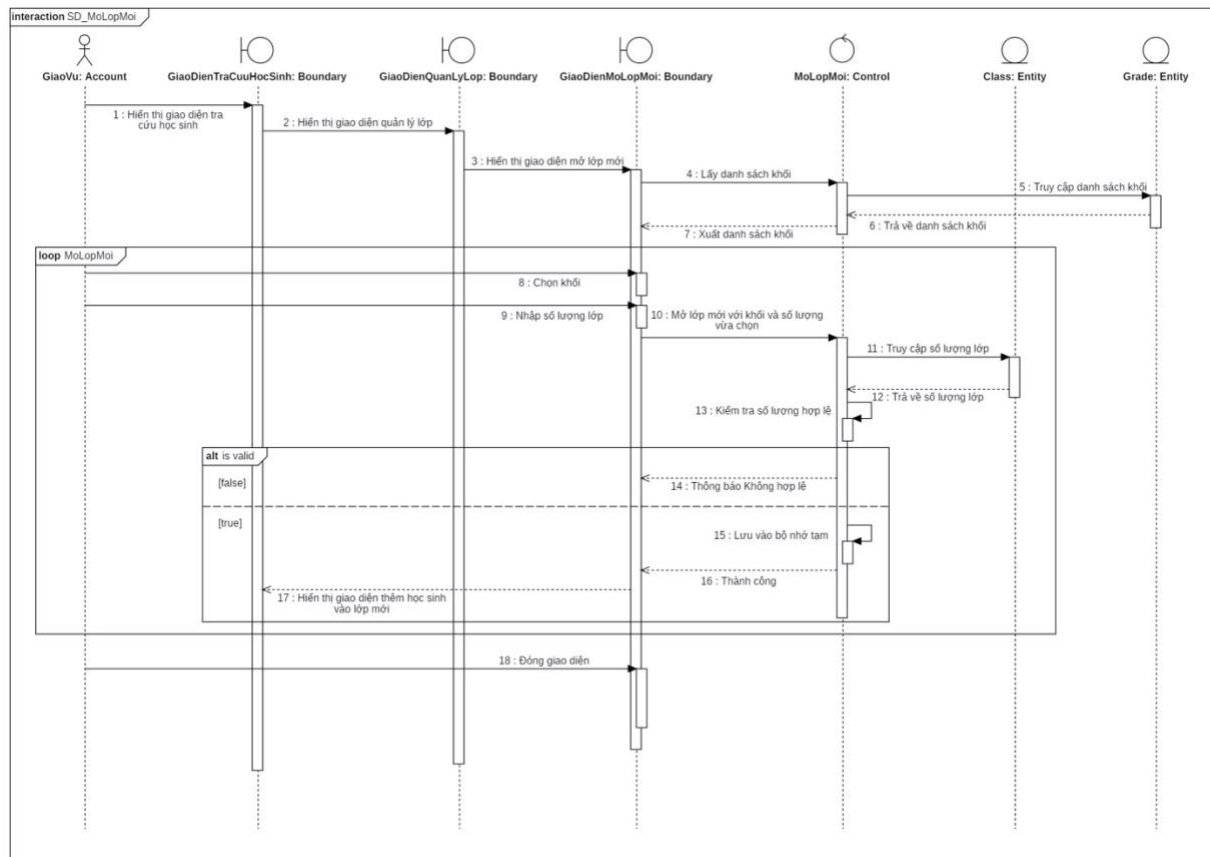 interaction SD_MoLopMoi
GiaoVu: Account
GiaoDienTraCuuHocSinh: Boundary
GiaoDienQuanLyLop: Boundary
GiaoDienMoLopMoi: Boundary
MoLopMoi: Control
Class: Entity
Grade: Entity
1 : Hiển thị giao diện tra
cứu học sinh
2 : Hiển thị giao diện quản lý lớp
3 : Hiển thị giao diện mở lớp mới
4 : Lấy danh sách khối
5 : Truy cập danh sách khối
6 : Trả về danh sách khối
7 : Xuất danh sách khối
loop MoLopMoi
8 : Chọn khối
9 : Nhập số lượng lớp
10 : Mở lớp mới với khối và số lượng
vừa chọn
11 : Truy cập số lượng lớp
12 : Trả về số lượng lớp
13 : Kiểm tra số lượng hợp lệ
alt is valid
[false]
14 : Thông báo Không hợp lệ
[true]
15 : Lưu vào bộ nhớ tạm
16 : Thành công
17 : Hiển thị giao diện thêm học sinh
vào lớp mới
18 : Đóng giao diện